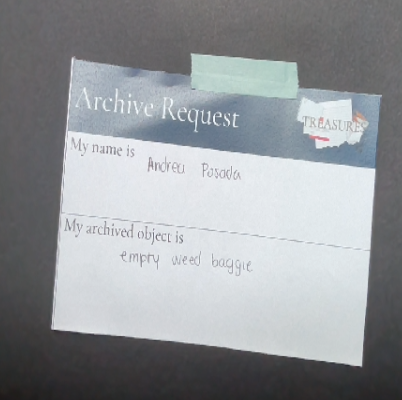 Archive Request
TREASURES
My name is
Andrea Posada
My archived object is
empty weed baggie